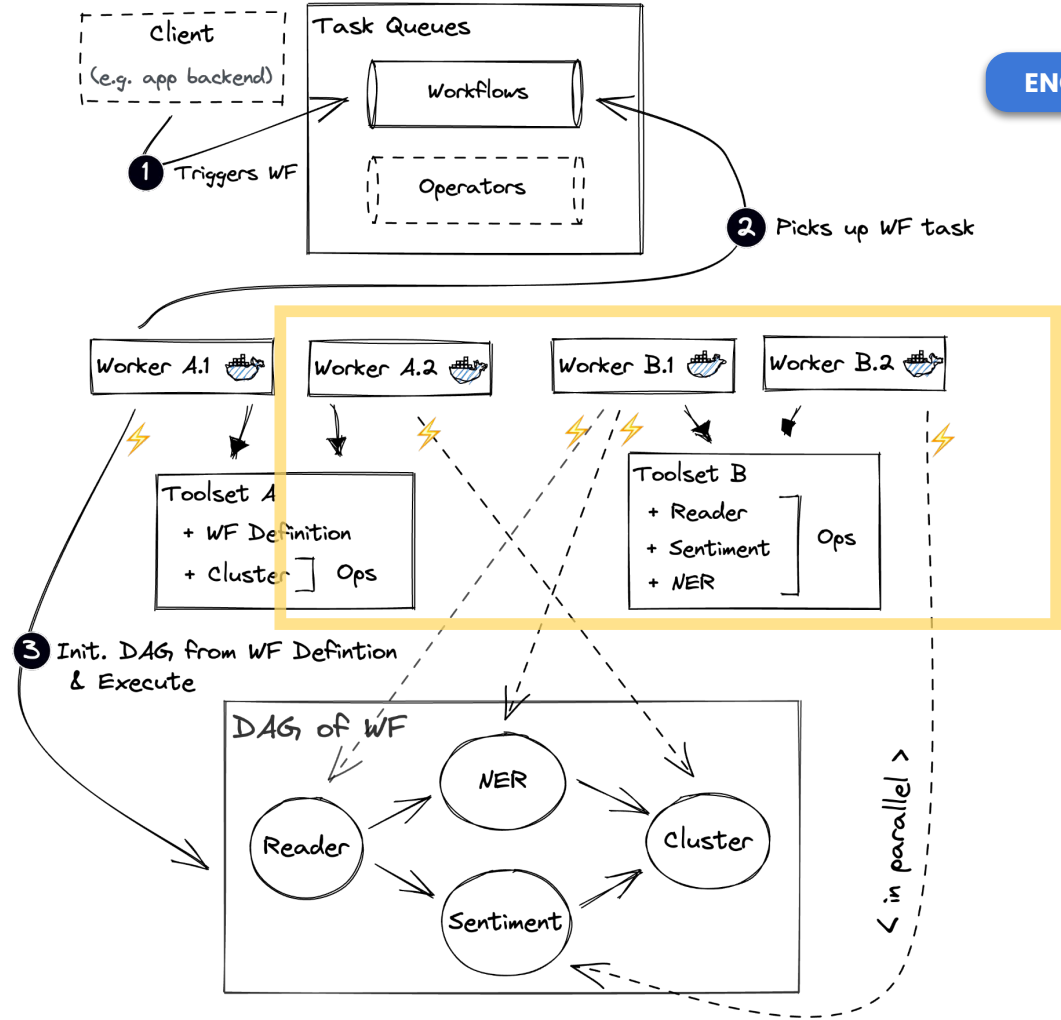 Client
(e.g. app backend)
Task Queues
Workflows
Operators
1 Triggers WF
2 Picks up WF task
Worker A.1
Worker A.2
Worker B.1
Worker B.2
Toolset A
+ WF Definition
+ Cluster ] Ops
Toolset B
+ Reader
+ Sentiment
+ NER
Ops
3 Init. DAG from WF Defintion
& Execute
DAG of WF
Reader
NER
Sentiment
Cluster
< in parallel >